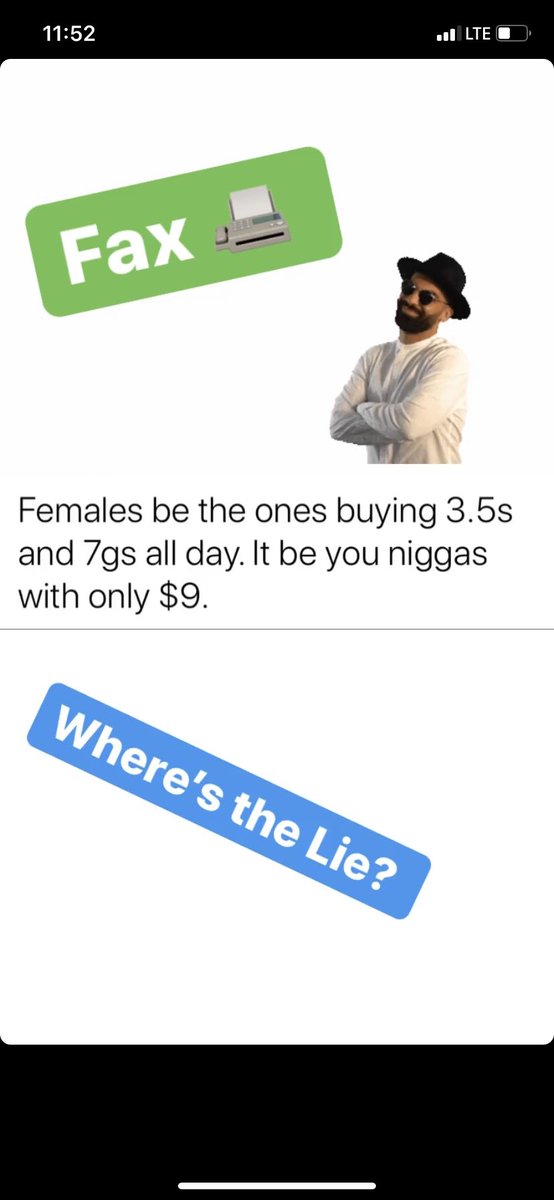 11:52
LTE
Fax
Females be the ones buying 3.5s
and 7gs all day. It be you niggas
with only $9.
Where's the Lie?